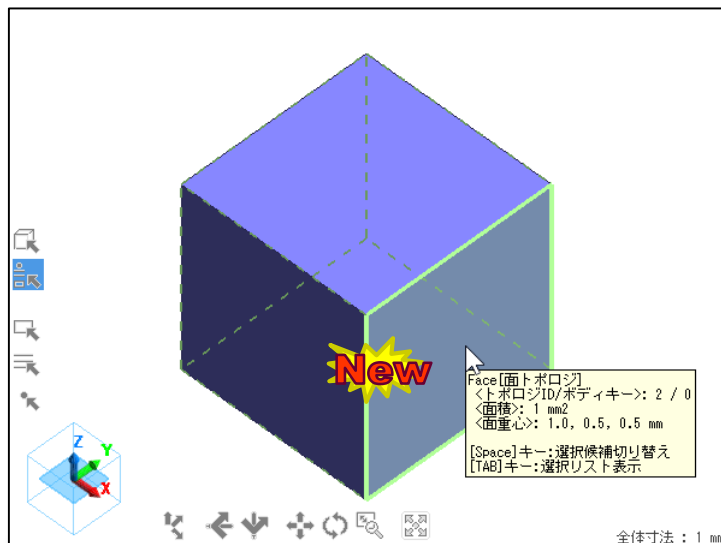 New
Face[面トポロジ]
<トポロジID/ボディキー>: 2 / 0
<面積>: 1 mm2
<面重心>: 1.0, 0.5, 0.5 mm
[Space]キー:選択候補切り替え
[TAB]キー:選択リスト表示
Z
Y
X
全体寸法 : 1 mm